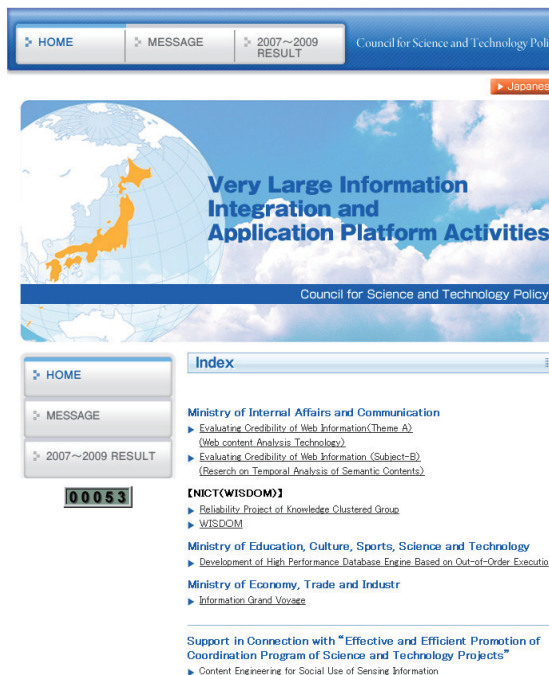 HOME
MESSAGE
2007～2009
RESULT
Council for Science and Technology Poli
Japanes
Very Large Information
Integration and
Application Platform Activities
Council for Science and Technology Policy
HOME
MESSAGE
2007～2009 RESULT
00053
Index
Ministry of Internal Affairs and Communication
Evaluating Credibility of Web Information(Theme A)
(Web content Analysis Technology)
Evaluating Credibility of Web Information (Subject-B)
(Reserch on Temporal Analysis of Semantic Contents)
【NICT(WISDOM)】
Reliability Project of Knowledge Clustered Group
WISDOM
Ministry of Education, Culture, Sports, Science and Technology
Development of High Performance Database Engine Based on Out-of-Order Executio
Ministry of Economy, Trade and Industr
Information Grand Voyage
Support in Connection with “Effective and Efficient Promotion of
Coordination Program of Science and Technology Projects”
Content Engineering for Social Use of Sensing Information